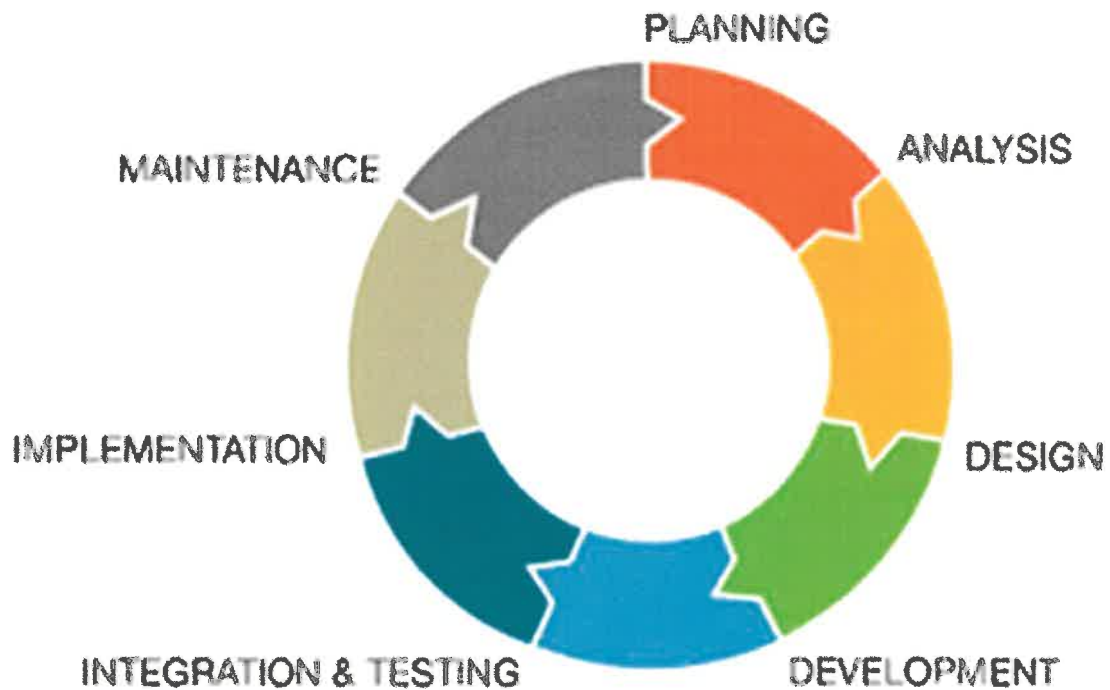 PLANNING
ANALYSIS
DESIGN
DEVELOPMENT
INTEGRATION & TESTING
IMPLEMENTATION
MAINTENANCE